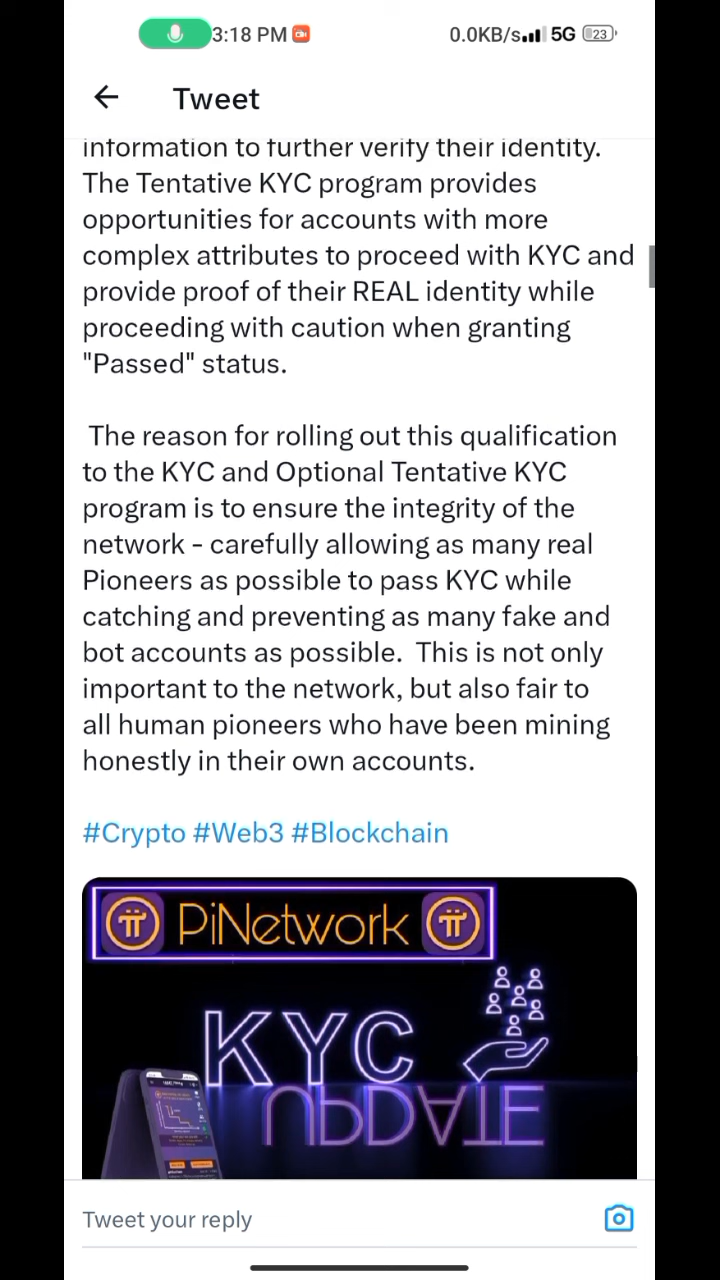 3:18 PM
0.0KB/s 5G 23
Tweet
information to further verify their identity.
The Tentative KYC program provides
opportunities for accounts with more
complex attributes to proceed with KYC and
provide proof of their REAL identity while
proceeding with caution when granting
"Passed" status.
The reason for rolling out this qualification
to the KYC and Optional Tentative KYC
program is to ensure the integrity of the
network - carefully allowing as many real
Pioneers as possible to pass KYC while
catching and preventing as many fake and
bot accounts as possible.  This is not only
important to the network, but also fair to
all human pioneers who have been mining
honestly in their own accounts.
#Crypto #Web3 #Blockchain
PiNetwork
KYC
UPDATE
Tweet your reply